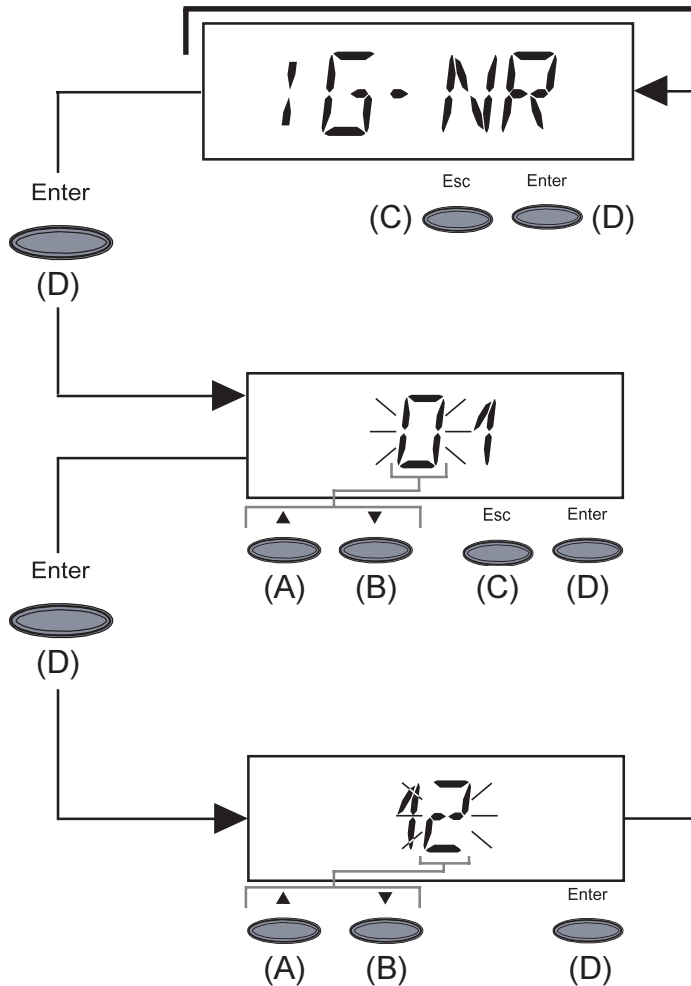 IG-NR
Enter
Esc Enter
(C) (D)
(D)
01
▲ ▼ Esc Enter
(A) (B) (C) (D)
Enter
(D)
12
▲ ▼ Enter
(A) (B) (D)